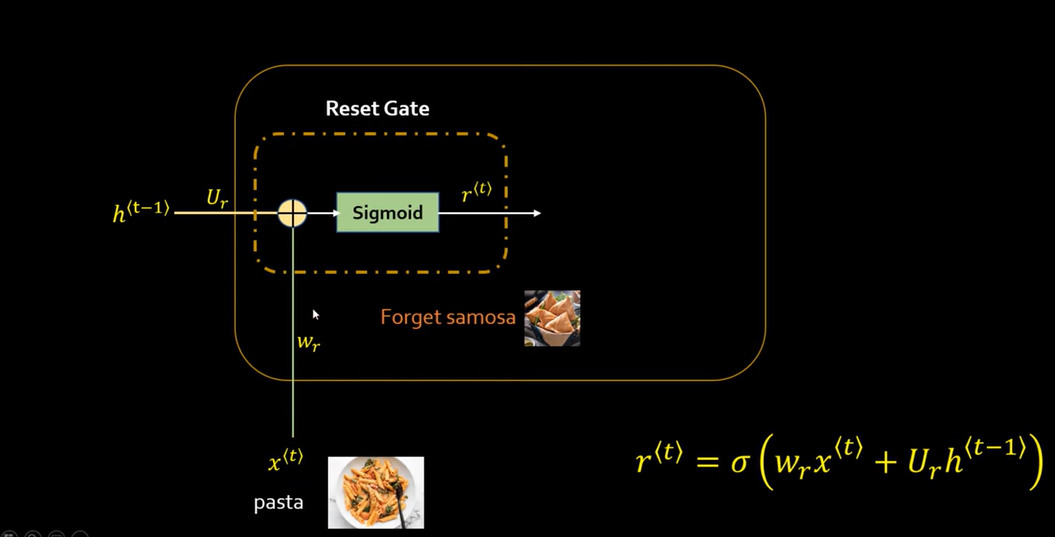 Reset Gate
h⟨t−1⟩
U_r
Sigmoid
r⟨t⟩
Forget samosa
w_r
x⟨t⟩
pasta
r⟨t⟩ = σ(w_r x⟨t⟩ + U_r h⟨t−1⟩)